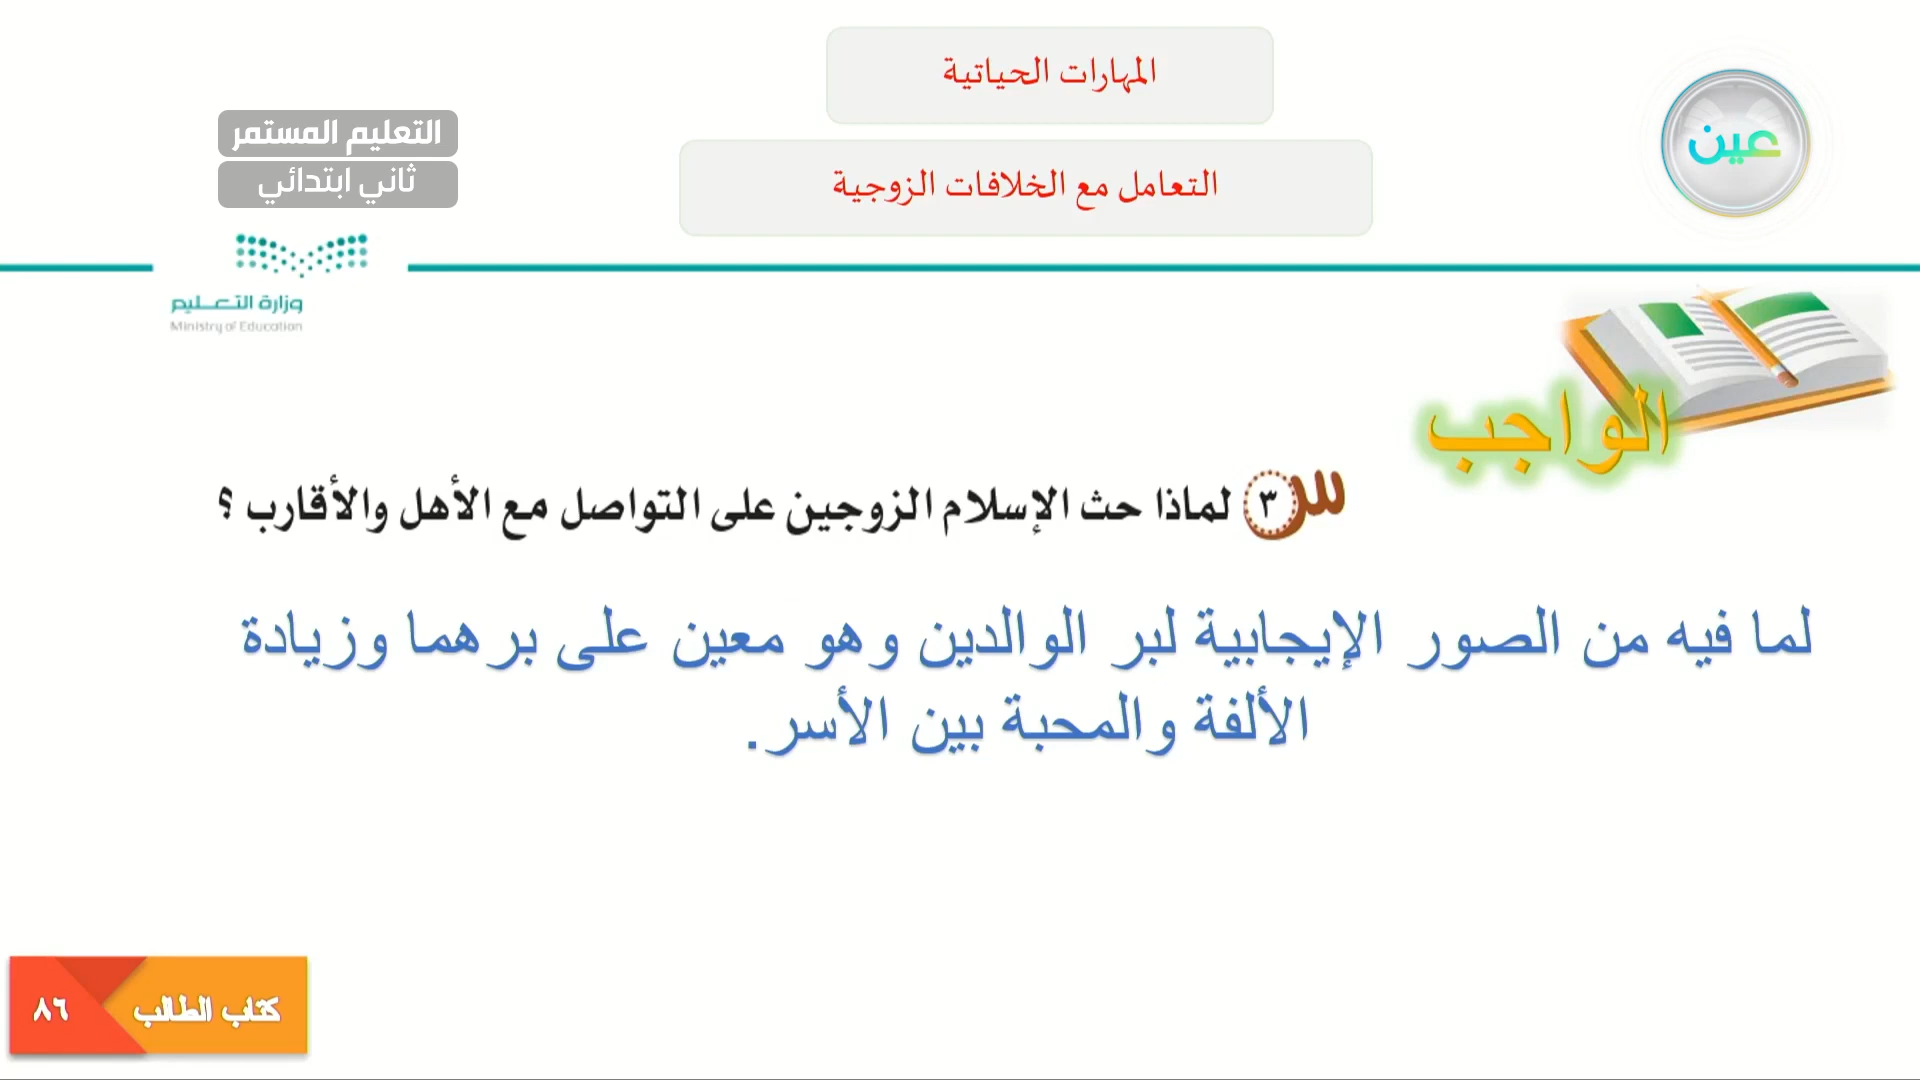 المهارات الحياتية
عين
التعليم المستمر
ثاني ابتدائي
التعامل مع الخلافات الزوجية
وزارة التعليم
Ministry of Education
الواجب
س٣ لماذا حث الإسلام الزوجين على التواصل مع الأهل والأقارب ؟
لما فيه من الصور الإيجابية لبر الوالدين وهو معين على برهما وزيادة
الألفة والمحبة بين الأسر.
كتاب الطالب ٨٦